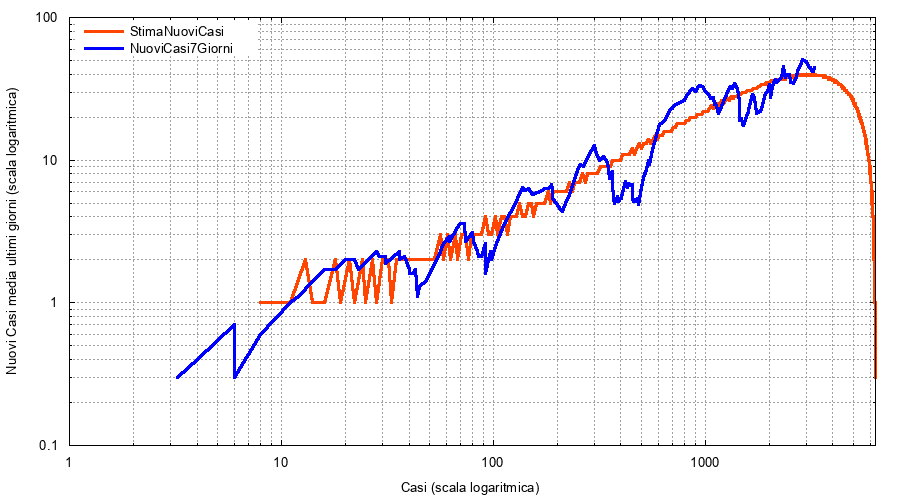 100
StimaNuoviCasi
NuoviCasi7Giorni
10
1
0.1
1
10
100
1000
Nuovi Casi media ultimi giorni (scala logaritmica)
Casi (scala logaritmica)